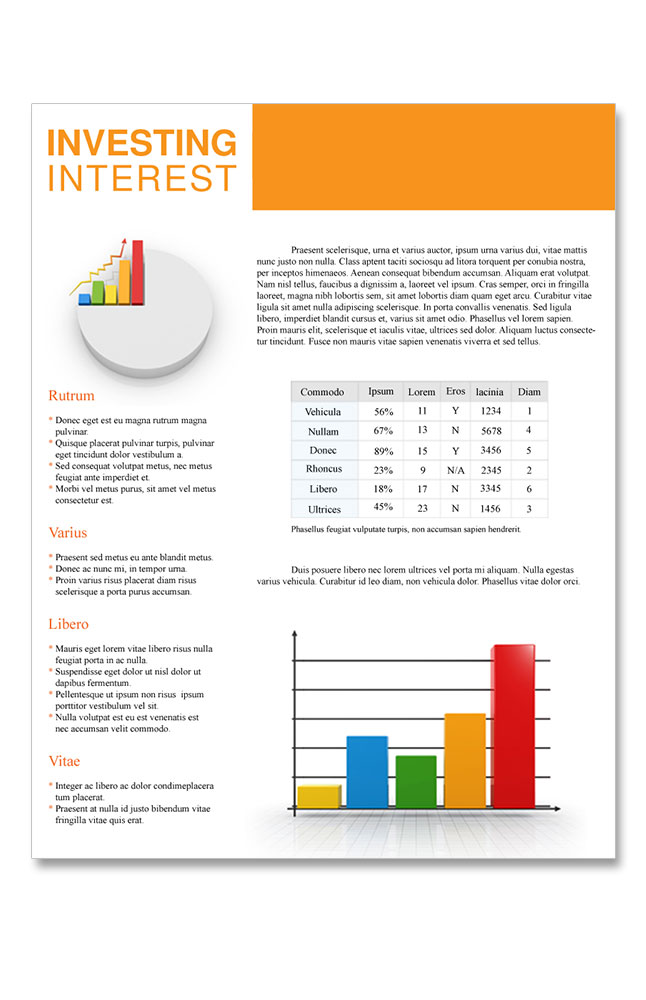 INVESTING
INTEREST
Rutrum
* Donec eget est eu magna rutrum magna
pulvinar.
* Quisque placerat pulvinar turpis, pulvinar
eget tincidunt dolor vestibulum a.
* Sed consequat volutpat metus, nec metus
feugiat ante imperdiet et.
* Morbi vel metus purus, sit amet vel metus
consectetur est.
Varius
* Praesent sed metus eu ante blandit metus.
* Donec ac nunc mi, in tempor urna.
* Proin varius risus placerat diam risus
scelerisque a porta purus accumsan.
Libero
* Mauris eget lorem vitae libero risus nulla
feugiat porta in ac nulla.
* Suspendisse eget dolor ut nisl dolor ut
dapibus fermentum.
* Pellentesque ut ipsum non risus  ipsum
porttitor vestibulum vel sit.
* Nulla volutpat est eu est venenatis est
nec accumsan velit commodo.
Vitae
* Integer ac libero ac dolor condimeplacera
tum placerat.
* Praesent at nulla id justo bibendum vitae
fringilla vitae quis erat.
Praesent scelerisque, urna et varius auctor, ipsum urna varius dui, vitae mattis
nunc justo non nulla. Class aptent taciti sociosqu ad litora torquent per conubia nostra,
per inceptos himenaeos. Aenean consequat bibendum accumsan. Aliquam erat volutpat.
Nam nisl tellus, faucibus a dignissim a, laoreet vel ipsum. Cras semper, orci in fringilla
laoreet, magna nibh lobortis sem, sit amet lobortis diam quam eget arcu. Curabitur vitae
ligula sit amet nulla adipiscing scelerisque. In porta convallis venenatis. Sed ligula
libero, imperdiet blandit cursus et, varius sit amet odio. Phasellus vel lorem sapien.
Proin mauris elit, scelerisque et iaculis vitae, ultrices sed dolor. Aliquam luctus consecte-
tur tincidunt. Fusce non mauris vitae sapien venenatis viverra et sed tellus.
Commodo Ipsum Lorem Eros lacinia Diam
Vehicula 56% 11 Y 1234 1
Nullam 67% 13 N 5678 4
Donec 89% 15 Y 3456 5
Rhoncus 23% 9 N/A 2345 2
Libero 18% 17 N 3345 6
Ultrices 45% 23 N 1456 3
Phasellus feugiat vulputate turpis, non accumsan sapien hendrerit.
Duis posuere libero nec lorem ultrices vel porta mi aliquam. Nulla egestas
varius vehicula. Curabitur id leo diam, non vehicula dolor. Phasellus vitae dolor orci.